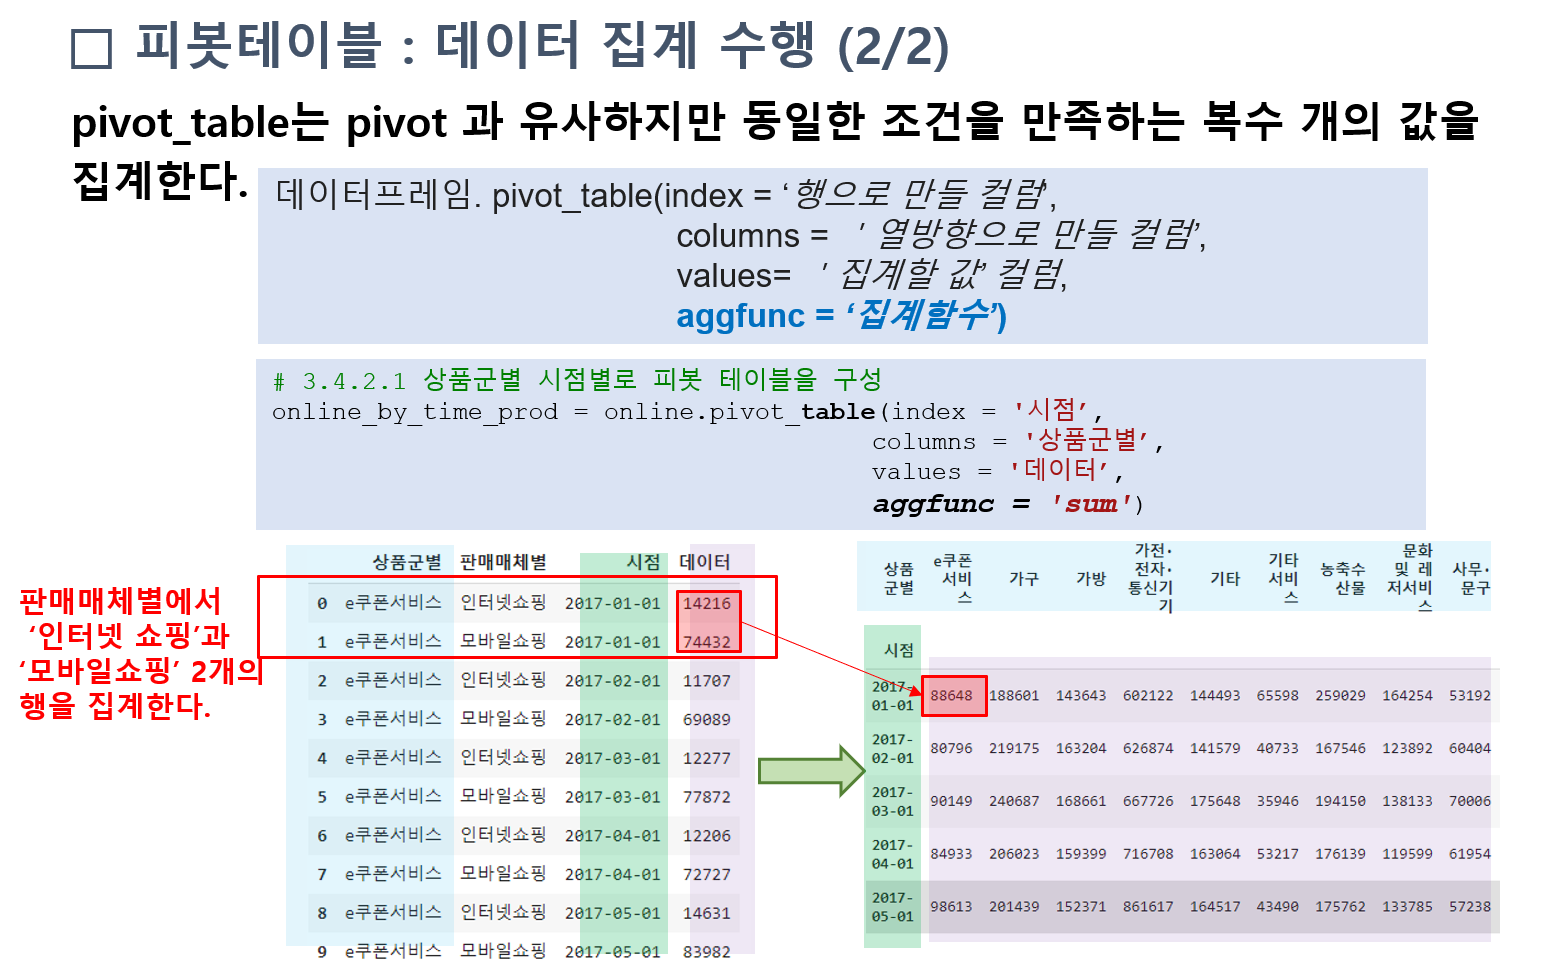 □ 피봇테이블 : 데이터 집계 수행 (2/2)
pivot_table는 pivot 과 유사하지만 동일한 조건을 만족하는 복수 개의 값을
집계한다.
데이터프레임. pivot_table(index = ‘행으로 만들 컬럼’,
columns = ’ 열방향으로 만들 컬럼’,
values= ’ 집계할 값’ 컬럼,
aggfunc = ‘집계함수’)
# 3.4.2.1 상품군별 시점별로 피봇 테이블을 구성
online_by_time_prod = online.pivot_table(index = '시점’,
columns = '상품군별’,
values = '데이터’,
aggfunc = 'sum')
판매매체별에서
‘인터넷 쇼핑’과
‘모바일쇼핑’ 2개의
행을 집계한다.
상품군별 판매매체별 시점 데이터
0 e쿠폰서비스 인터넷쇼핑 2017-01-01 14216
1 e쿠폰서비스 모바일쇼핑 2017-01-01 74432
2 e쿠폰서비스 인터넷쇼핑 2017-02-01 11707
3 e쿠폰서비스 모바일쇼핑 2017-02-01 69089
4 e쿠폰서비스 인터넷쇼핑 2017-03-01 12277
5 e쿠폰서비스 모바일쇼핑 2017-03-01 77872
6 e쿠폰서비스 인터넷쇼핑 2017-04-01 12206
7 e쿠폰서비스 모바일쇼핑 2017-04-01 72727
8 e쿠폰서비스 인터넷쇼핑 2017-05-01 14631
9 e쿠폰서비스 모바일쇼핑 2017-05-01 83982
상품
군별
e쿠폰
서비
스
가구
가방
가전·
전자·
통신기
기
기타
기타
서비
스
농축수
산물
문화
및 레
저서비
스
사무·
문구
시점
2017-
01-01
88648 188601 143643 602122 144493 65598 259029 164254 53192
2017-
02-01
80796 219175 163204 626874 141579 40733 167546 123892 60404
2017-
03-01
90149 240687 168661 667726 175648 35946 194150 138133 70006
2017-
04-01
84933 206023 159399 716708 163064 53217 176139 119599 61954
2017-
05-01
98613 201439 152371 861617 164517 43490 175762 133785 57238